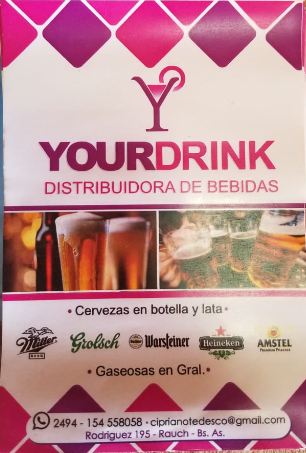 YOURDRINK
DISTRIBUIDORA DE BEBIDAS
• Cervezas en botella y lata •
Miller Grolsch Warsteiner Heineken AMSTEL
• Gaseosas en Gral. •
2494 - 154 558058 - ciprianotedesco@gmail.com
Rodriguez 195 - Rauch - Bs. As.